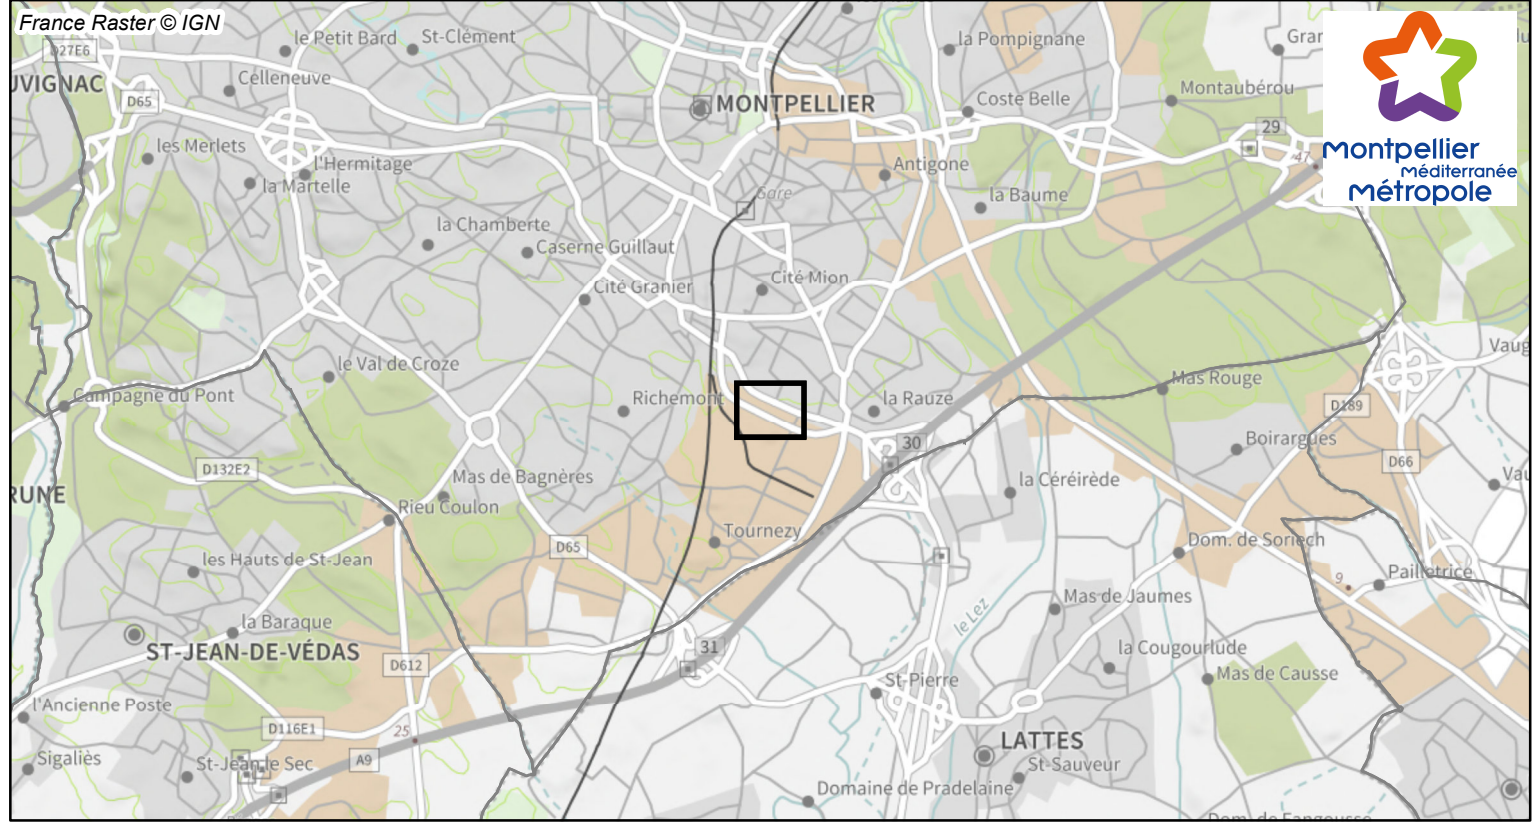 France Raster © IGN
le Petit Bard
St-Clément
la Pompignane
D27E6
UVIGNAC
Celleneuve
Montaubérou
D65
MONTPELLIER
Coste Belle
29
les Merlets
l'Hermitage
Antigone
47
Montpellier
méditerranée
Métropole
la Martelle
Gare
la Baume
la Chamberte
Caserne Guillaut
Cité Mion
Cité Granier
Vaug
le Val de Croze
Mas Rouge
Campagne du Pont
Richemont
la Rauze
D189
30
Boirargues
D132E2
Mas de Bagnères
la Céréirède
D66
Vau
RUNE
Rieu Coulon
Tournezy
D65
Dom. de Soriech
les Hauts de St-Jean
9
Pailletrice
le Lez
Mas de Jaumes
la Baraque
ST-JEAN-DE-VÉDAS
D612
31
la Cougourlude
St-Pierre
Mas de Causse
l'Ancienne Poste
D116E1
25
LATTES
Sigaliès
St-Jean le Sec
A9
St-Sauveur
Domaine de Pradelaine
Dom. de Fangousse